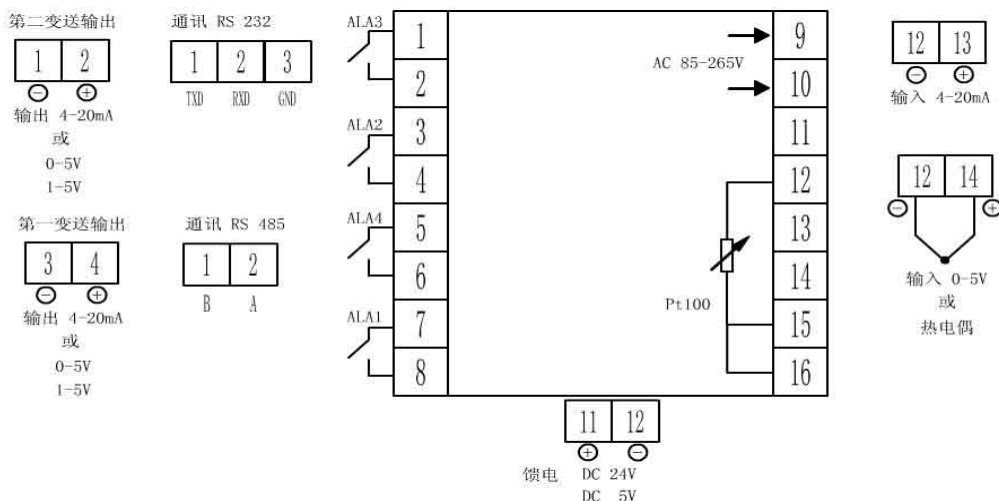 第二变送输出
1 2
⊖ ⊕
输出 4-20mA
或
0-5V
1-5V
通讯 RS 232
1 2 3
TXD RXD GND
第一变送输出
3 4
⊖ ⊕
输出 4-20mA
或
0-5V
1-5V
通讯 RS 485
1 2
B A
ALA3
ALA2
ALA4
ALA1
1
2
3
4
5
6
7
8
AC 85-265V
Pt100
9
10
11
12
13
14
15
16
11 12
⊕ ⊖
馈电 DC 24V
DC 5V
12 13
⊖ ⊕
输入 4-20mA
12 14
⊖ ⊕
输入 0-5V
或
热电偶